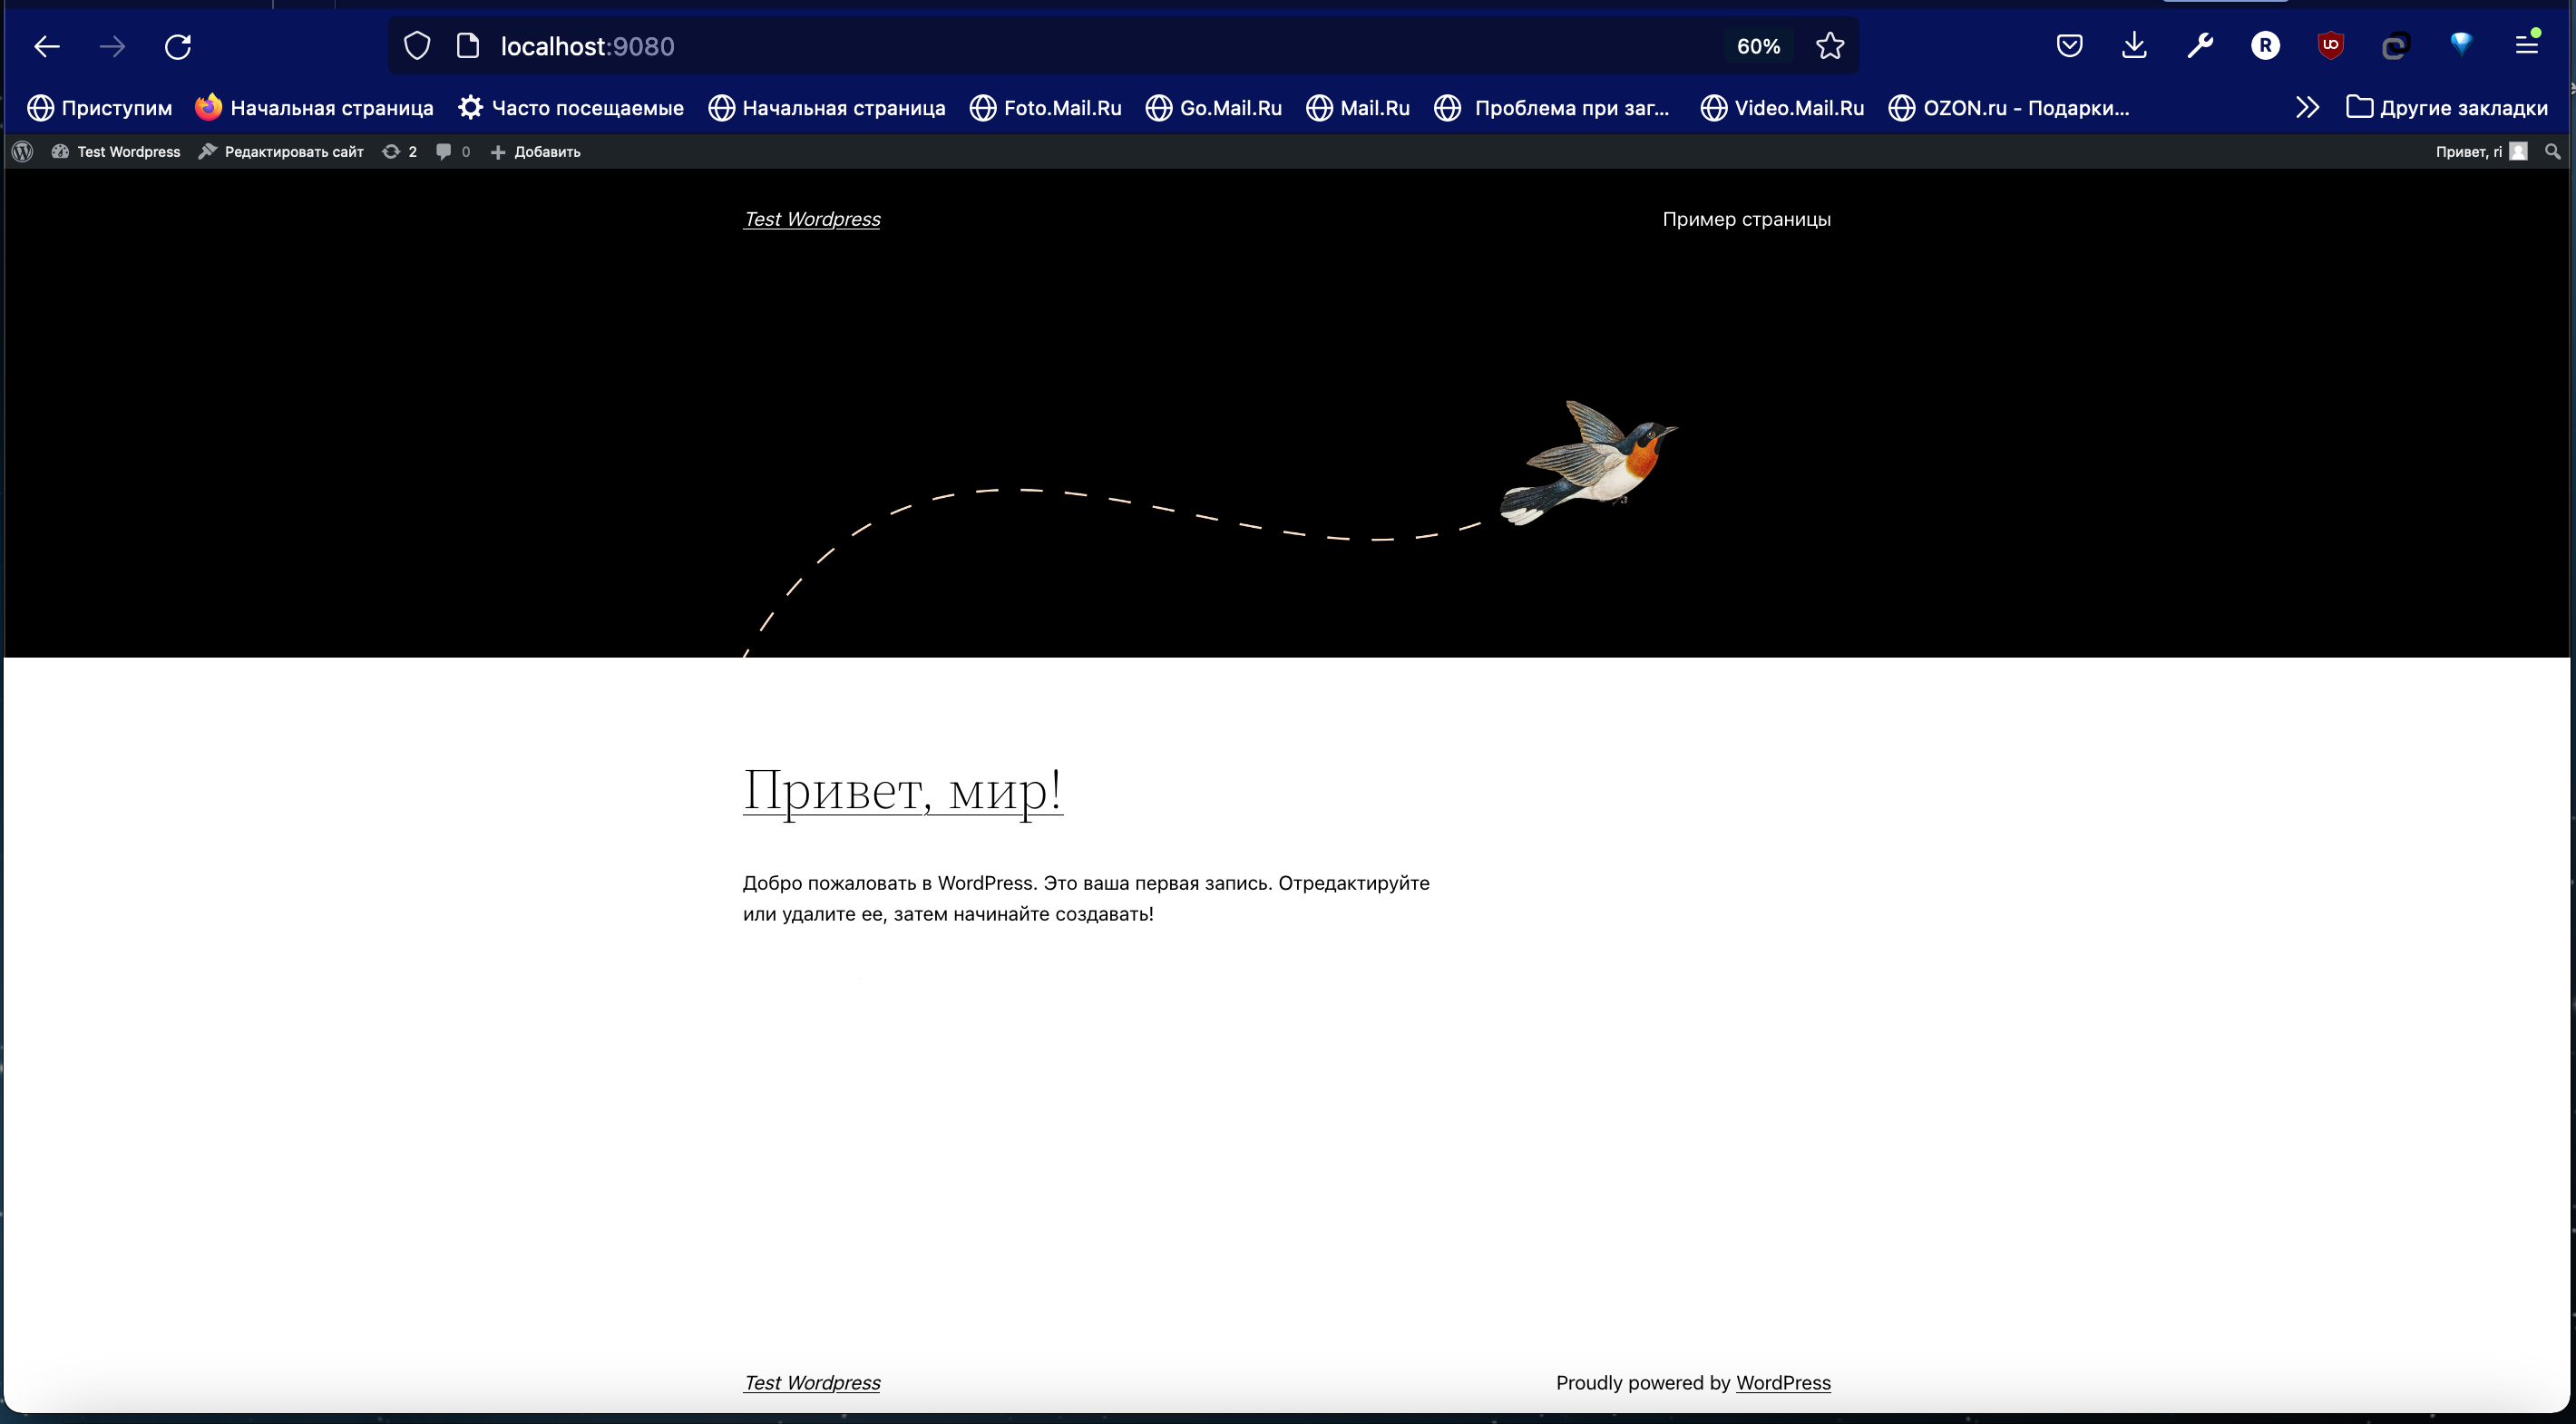 localhost:9080
60%
Приступим
Начальная страница
Часто посещаемые
Начальная страница
Foto.Mail.Ru
Go.Mail.Ru
Mail.Ru
Проблема при заг...
Video.Mail.Ru
OZON.ru - Подарки...
Другие закладки
Test Wordpress
Редактировать сайт
2
0
Добавить
Привет, ri
Test Wordpress
Пример страницы
Привет, мир!
Добро пожаловать в WordPress. Это ваша первая запись. Отредактируйте
или удалите ее, затем начинайте создавать!
Test Wordpress
Proudly powered by WordPress